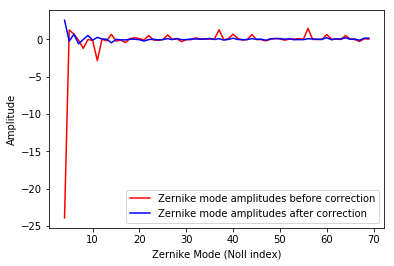 0
−5
−10
−15
−20
−25
Amplitude
Zernike mode amplitudes before correction
Zernike mode amplitudes after correction
10 20 30 40 50 60 70
Zernike Mode (Noll index)